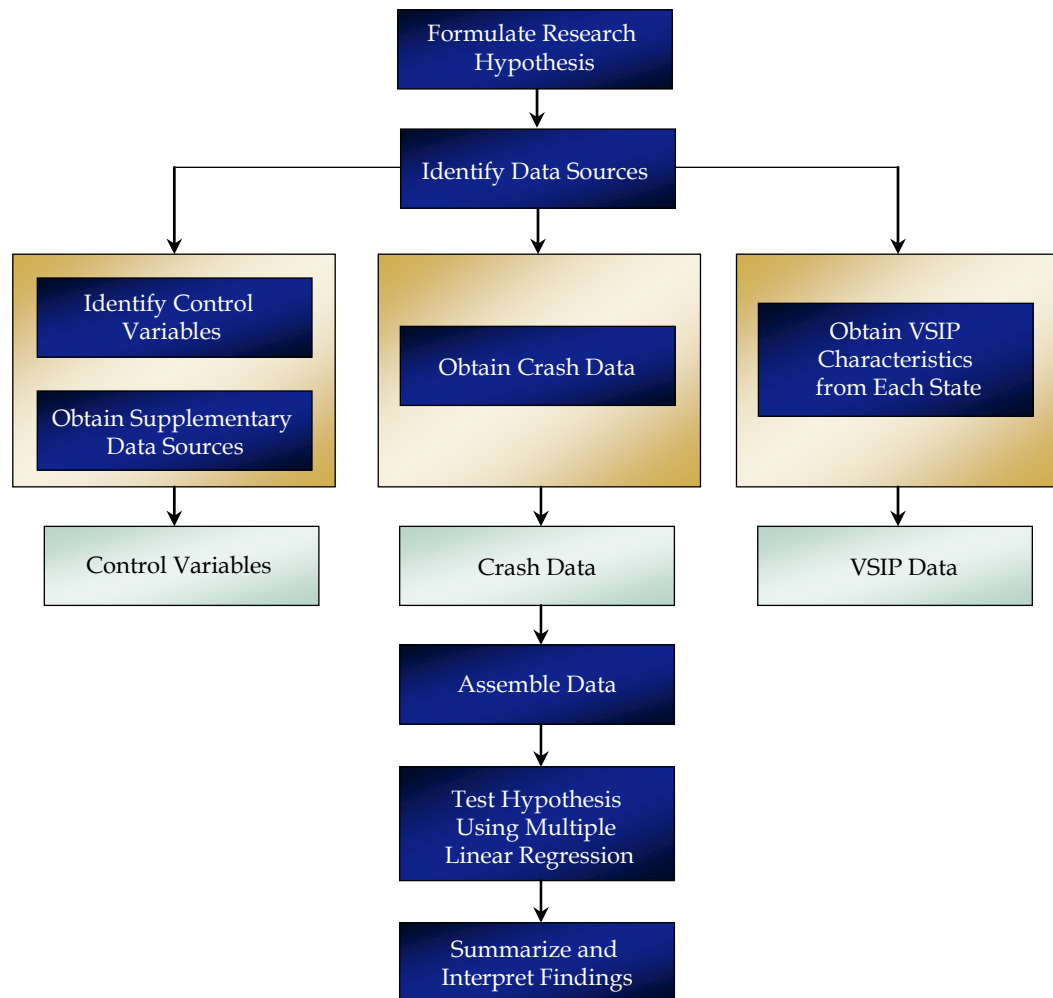 Formulate Research
Hypothesis
Identify Data Sources
Identify Control
Variables
Obtain Supplementary
Data Sources
Obtain Crash Data
Obtain VSIP
Characteristics
from Each State
Control Variables
Crash Data
VSIP Data
Assemble Data
Test Hypothesis
Using Multiple
Linear Regression
Summarize and
Interpret Findings